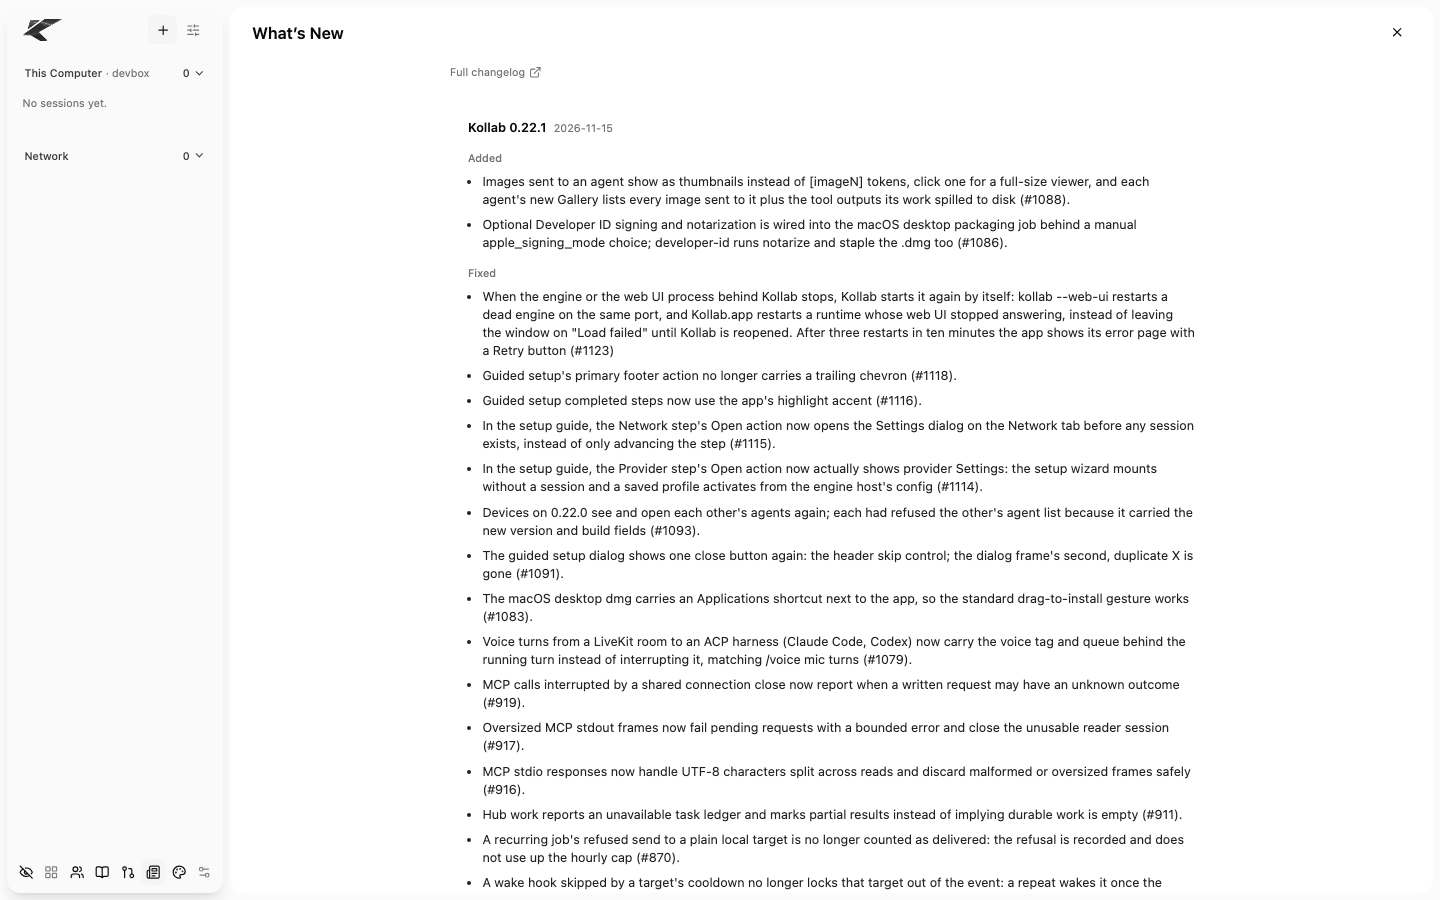 What's New
This Computer · devbox 0
No sessions yet.
Network 0
Full changelog
Kollab 0.22.1 2026-11-15
Added
• Images sent to an agent show as thumbnails instead of [imageN] tokens, click one for a full-size viewer, and each
agent's new Gallery lists every image sent to it plus the tool outputs its work spilled to disk (#1088).
• Optional Developer ID signing and notarization is wired into the macOS desktop packaging job behind a manual
apple_signing_mode choice; developer-id runs notarize and staple the .dmg too (#1086).
Fixed
• When the engine or the web UI process behind Kollab stops, Kollab starts it again by itself: kollab --web-ui restarts a
dead engine on the same port, and Kollab.app restarts a runtime whose web UI stopped answering, instead of leaving
the window on "Load failed" until Kollab is reopened. After three restarts in ten minutes the app shows its error page with
a Retry button (#1123)
• Guided setup's primary footer action no longer carries a trailing chevron (#1118).
• Guided setup completed steps now use the app's highlight accent (#1116).
• In the setup guide, the Network step's Open action now opens the Settings dialog on the Network tab before any session
exists, instead of only advancing the step (#1115).
• In the setup guide, the Provider step's Open action now actually shows provider Settings: the setup wizard mounts
without a session and a saved profile activates from the engine host's config (#1114).
• Devices on 0.22.0 see and open each other's agents again; each had refused the other's agent list because it carried the
new version and build fields (#1093).
• The guided setup dialog shows one close button again: the header skip control; the dialog frame's second, duplicate X is
gone (#1091).
• The macOS desktop dmg carries an Applications shortcut next to the app, so the standard drag-to-install gesture works
(#1083).
• Voice turns from a LiveKit room to an ACP harness (Claude Code, Codex) now carry the voice tag and queue behind the
running turn instead of interrupting it, matching /voice mic turns (#1079).
• MCP calls interrupted by a shared connection close now report when a written request may have an unknown outcome
(#919).
• Oversized MCP stdout frames now fail pending requests with a bounded error and close the unusable reader session
(#917).
• MCP stdio responses now handle UTF-8 characters split across reads and discard malformed or oversized frames safely
(#916).
• Hub work reports an unavailable task ledger and marks partial results instead of implying durable work is empty (#911).
• A recurring job's refused send to a plain local target is no longer counted as delivered: the refusal is recorded and does
not use up the hourly cap (#870).
• A wake hook skipped by a target's cooldown no longer locks that target out of the event: a repeat wakes it once the